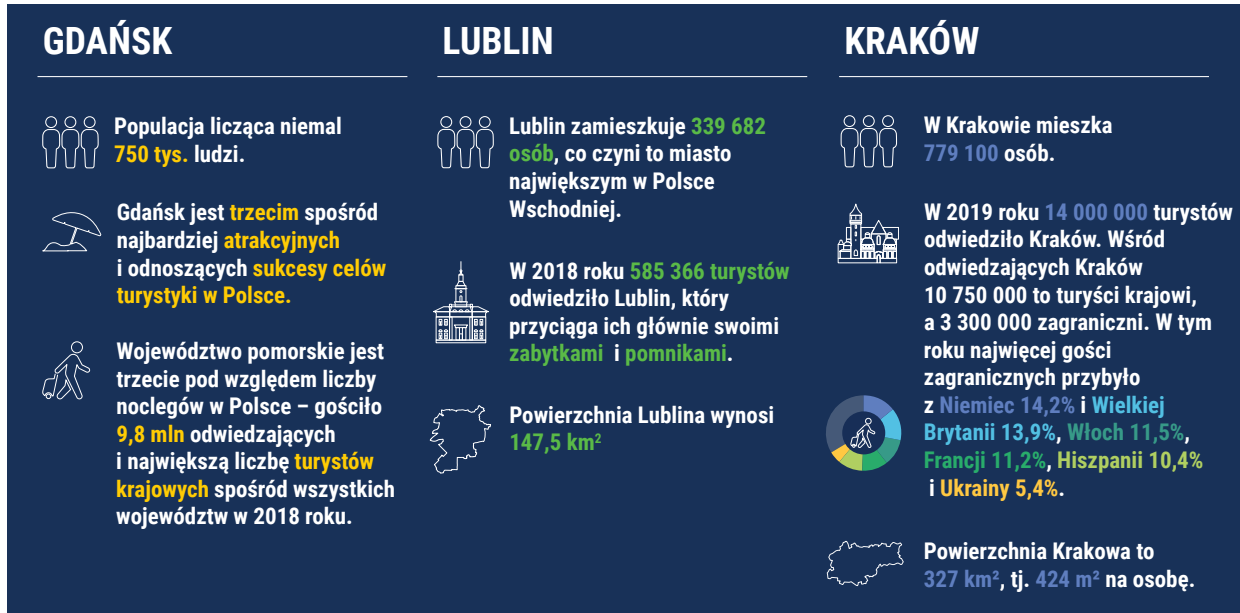 GDAŃSK
Populacja licząca niemal
750 tys. ludzi.
Gdańsk jest trzecim spośród
najbardziej atrakcyjnych
i odnoszących sukcesy celów
turystyki w Polsce.
Województwo pomorskie jest
trzecie pod względem liczby
noclegów w Polsce – gościło
9,8 mln odwiedzających
i największą liczbę turystów
krajowych spośród wszystkich
województw w 2018 roku.
LUBLIN
Lublin zamieszkuje 339 682
osób, co czyni to miasto
największym w Polsce
Wschodniej.
W 2018 roku 585 366 turystów
odwiedziło Lublin, który
przyciąga ich głównie swoimi
zabytkami i pomnikami.
Powierzchnia Lublina wynosi
147,5 km²
KRAKÓW
W Krakowie mieszka
779 100 osób.
W 2019 roku 14 000 000 turystów
odwiedziło Kraków. Wśród
odwiedzających Kraków
10 750 000 to turyści krajowi,
a 3 300 000 zagraniczni. W tym
roku najwięcej gości
zagranicznych przybyło
z Niemiec 14,2% i Wielkiej
Brytanii 13,9%, Włoch 11,5%,
Francji 11,2%, Hiszpanii 10,4%
i Ukrainy 5,4%.
Powierzchnia Krakowa to
327 km², tj. 424 m² na osobę.